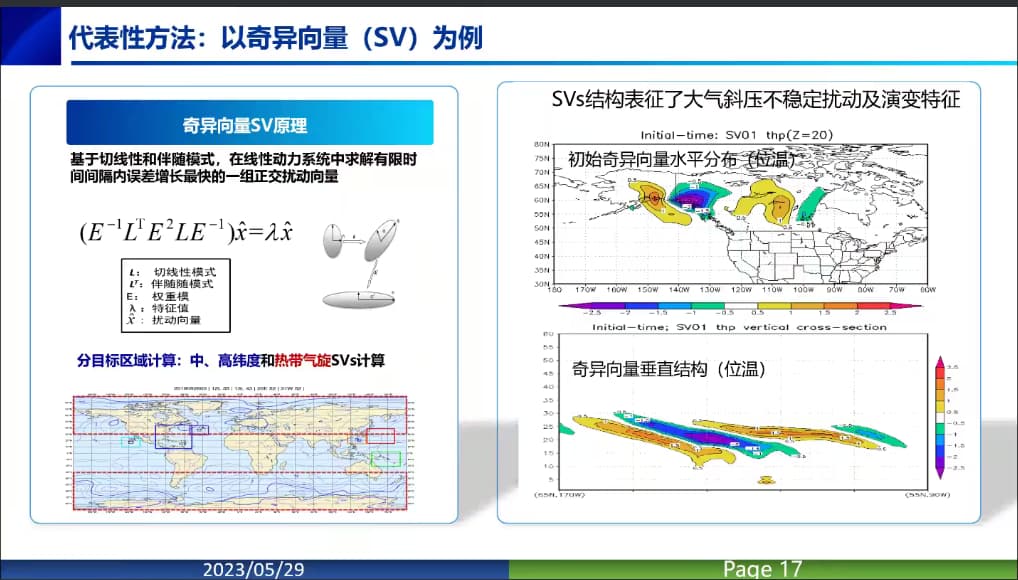 代表性方法：以奇异向量（SV）为例
奇异向量SV原理
基于切线性和伴随模式，在线性动力系统中求解有限时
间间隔内误差增长最快的一组正交扰动向量
(E⁻¹LᵀE²LE⁻¹)x̂=λx̂
L： 切线性模式
Lᵀ： 伴随随模式
E： 权重模
λ ：特征值
x̂ ：扰动向量
分目标区域计算：中、高纬度和热带气旋SVs计算
SVs结构表征了大气斜压不稳定扰动及演变特征
Initial-time: SV01 thp(Z=20)
初始奇异向量水平分布（位温）
80N
75N
70N
65N
60N
55N
50N
45N
40N
35N
30N
180 170W 160W 150W 140W 130W 120W 110W 100W 90W 80W 70W 60W
-2.5 -2 -1.5 -1 -0.5 0.5 1 1.5 2 2.5
Initial-time; SV01 thp vertical cross-section
奇异向量垂直结构（位温）
60
55
50
45
40
35
30
25
20
15
10
5
(55N,90W)
2.5
2
1.5
1
0.5
-0.5
-1
-1.5
-2
-2.5
2023/05/29
Page 17